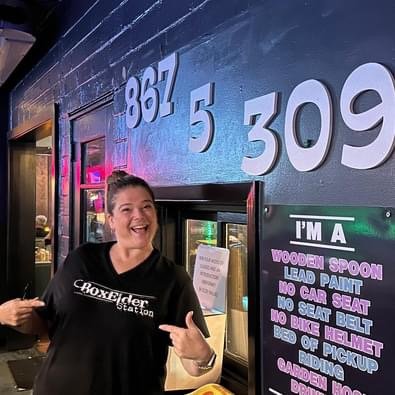 867
5
309
BoxElder
Station
I'M A
WOODEN SPOON
LEAD PAINT
NO CAR SEAT
NO SEAT BELT
NO BIKE HELMET
BED OF PICKUP
RIDING
GARDEN HOSE